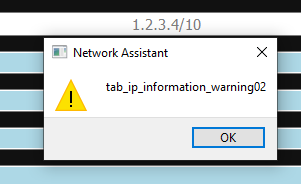 1.2.3.4/10
Network Assistant
tab_ip_information_warning02
OK